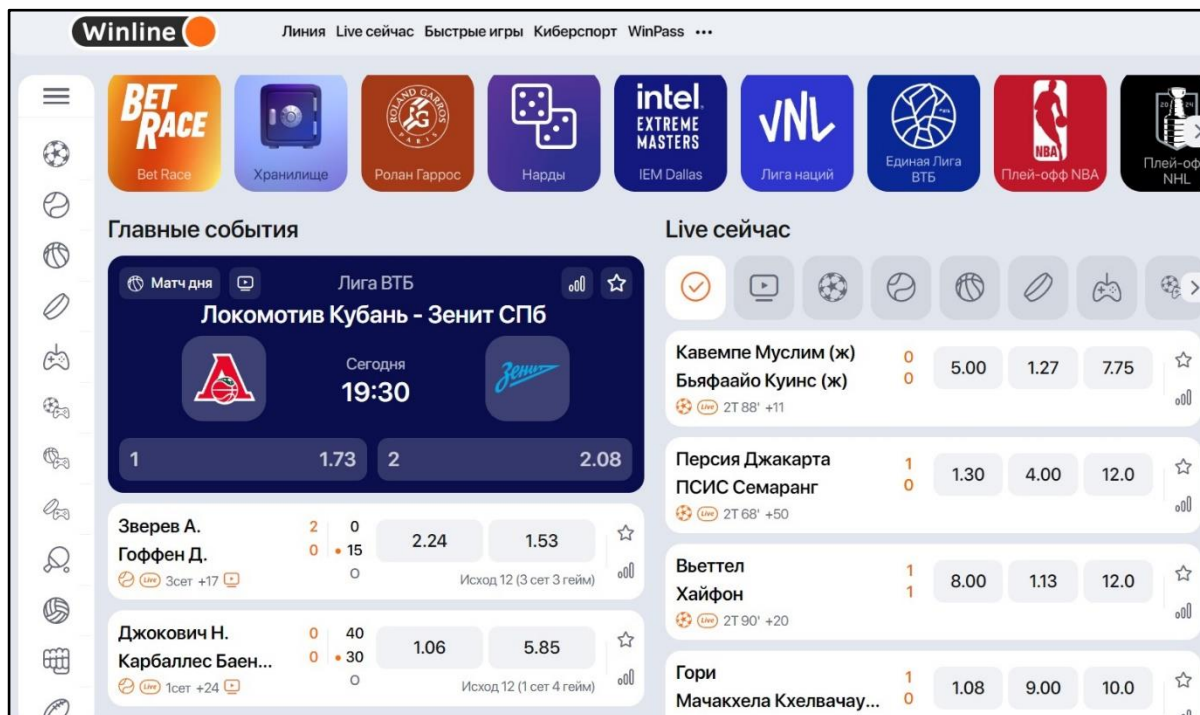 Winline
Линия Live сейчас Быстрые игры Киберспорт WinPass •••
BET
RACE
Bet Race
Хранилище
ROLAND GARROS
PARIS
Ролан Гаррос
Нарды
intel.
EXTREME
MASTERS
IEM Dallas
VNL
Лига наций
Единая Лига
ВТБ
NBA
Плей-офф NBA
20 24
Плей-оф
NHL
Главные события
Матч дня
Лига ВТБ
Локомотив Кубань - Зенит СПб
Сегодня
Зенит
19:30
1 1.73 2 2.08
Зверев А. 2 0
Гоффен Д. 0 • 15
2.24 1.53
Live 3сет +17 0 Исход 12 (3 сет 3 гейм)
Джокович Н. 0 40
Карбаллес Баен... 0 • 30
1.06 5.85
Live 1сет +24 0 Исход 12 (1 сет 4 гейм)
Live сейчас
Кавемпе Муслим (ж) 0
Бьяфаайо Куинс (ж) 0
5.00 1.27 7.75
Live 2Т 88' +11
Персия Джакарта 1
ПСИС Семаранг 0
1.30 4.00 12.0
Live 2Т 68' +50
Вьеттел 1
Хайфон 1
8.00 1.13 12.0
Live 2Т 90' +20
Гори 1
Мачакхела Кхелвачау... 0
1.08 9.00 10.0